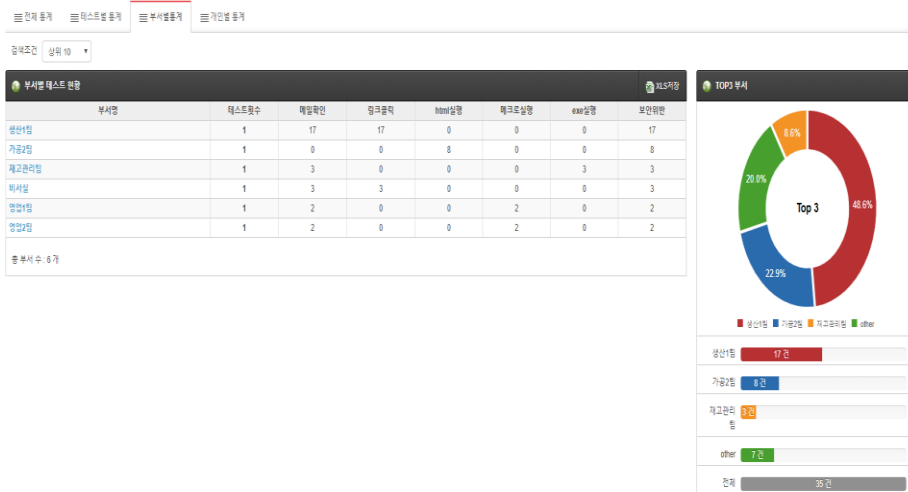 전체 통계 테스트별 통계 부서별통계 개인별 통계
검색조건 상위 10
부서별 테스트 현황 XLS저장
부서명 테스트횟수 메일확인 링크클릭 html실행 매크로실행 exe실행 보안위반
생산1팀 1 17 17 0 0 0 17
가공2팀 1 0 0 8 0 0 8
재고관리팀 1 3 0 0 0 3 3
비서실 1 3 3 0 0 0 3
영업1팀 1 2 0 0 2 0 2
영업2팀 1 2 0 0 2 0 2
총 부서 수 : 6 개
TOP3 부서
8.6%
20.0%
48.6%
Top 3
22.9%
생산1팀 가공2팀 재고관리팀 other
생산1팀 17 건
가공2팀 8 건
재고관리 3 건
팀
other 7 건
전체 35 건